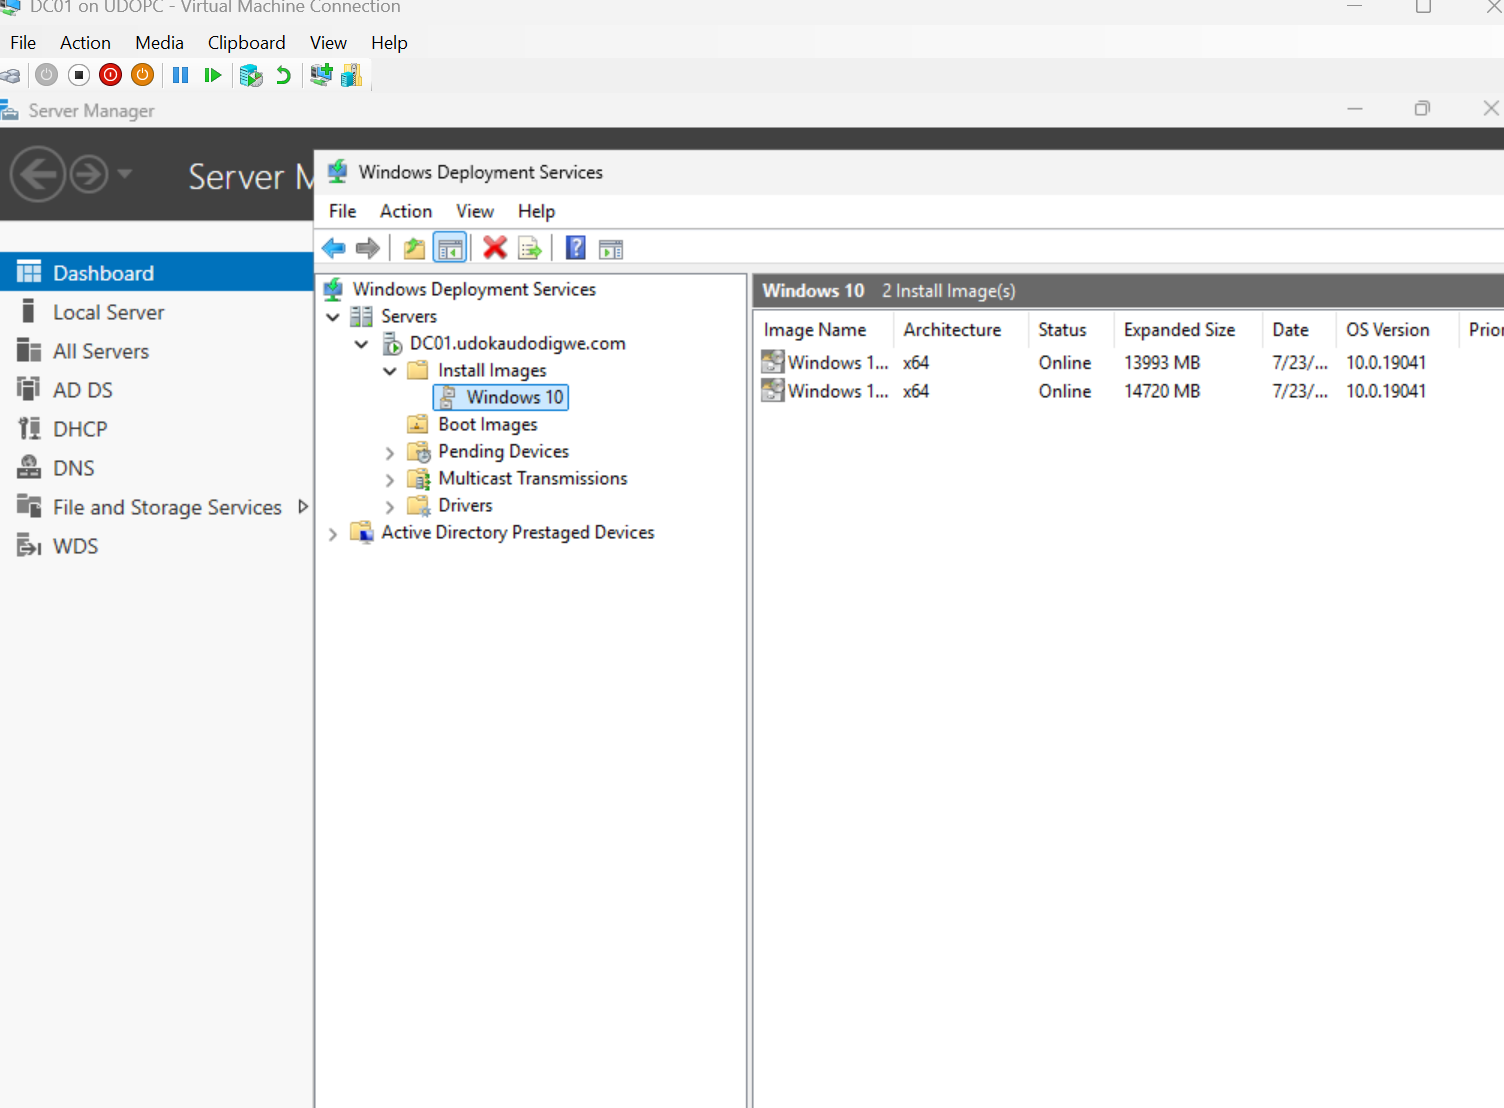 DC01 on UDOPC - Virtual Machine Connection
File Action Media Clipboard View Help
Server Manager
Server M
Dashboard
Local Server
All Servers
AD DS
DHCP
DNS
File and Storage Services
WDS
Windows Deployment Services
File Action View Help
Windows Deployment Services
Servers
DC01.udokaudodigwe.com
Install Images
Windows 10
Boot Images
Pending Devices
Multicast Transmissions
Drivers
Active Directory Prestaged Devices
Windows 10 2 Install Image(s)
Image Name Architecture Status Expanded Size Date OS Version Prior
Windows 1... x64 Online 13993 MB 7/23/... 10.0.19041
Windows 1... x64 Online 14720 MB 7/23/... 10.0.19041